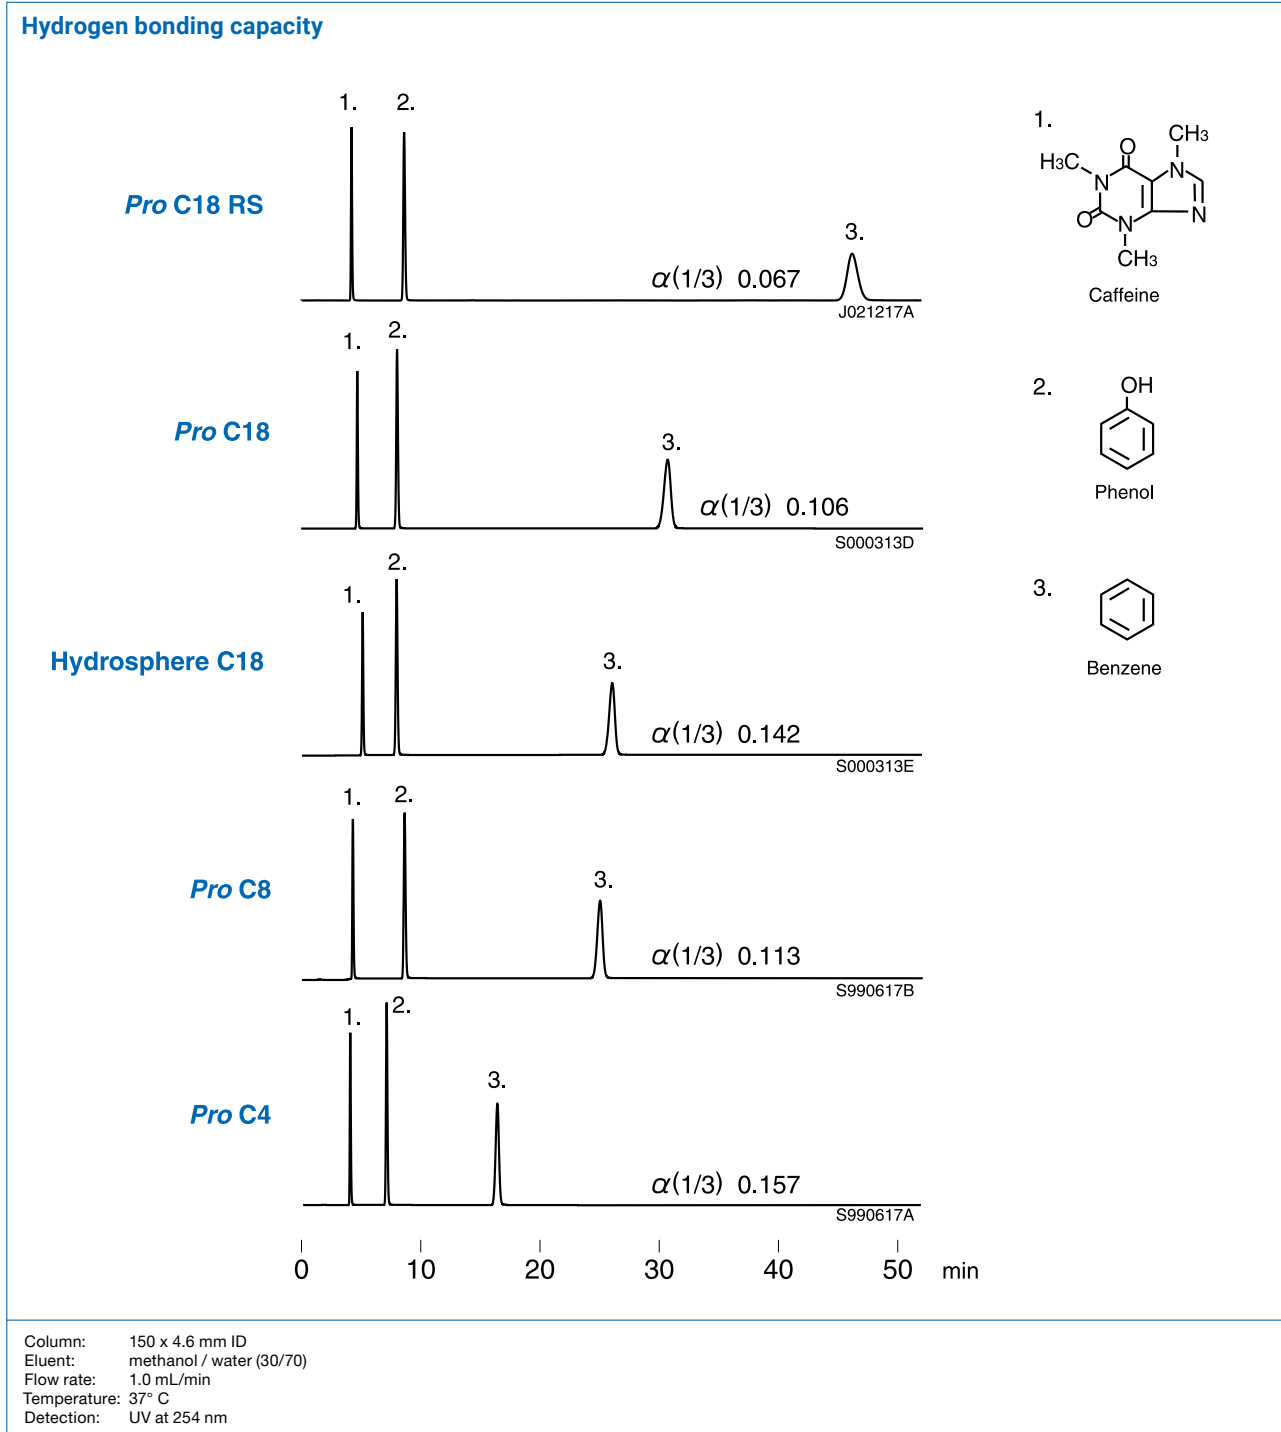 Hydrogen bonding capacity
1. 2.
Pro C18 RS
3.
α(1/3) 0.067
J021217A
1. 2.
Pro C18
3.
α(1/3) 0.106
S000313D
1. 2.
Hydrosphere C18
3.
α(1/3) 0.142
S000313E
1. 2.
Pro C8
3.
α(1/3) 0.113
S990617B
1. 2.
Pro C4
3.
α(1/3) 0.157
S990617A
0 10 20 30 40 50 min
1.
O
CH3
H3C
N
N
O
N
N
CH3
Caffeine
2.
OH
Phenol
3.
Benzene
Column: 150 x 4.6 mm ID
Eluent: methanol / water (30/70)
Flow rate: 1.0 mL/min
Temperature: 37° C
Detection: UV at 254 nm